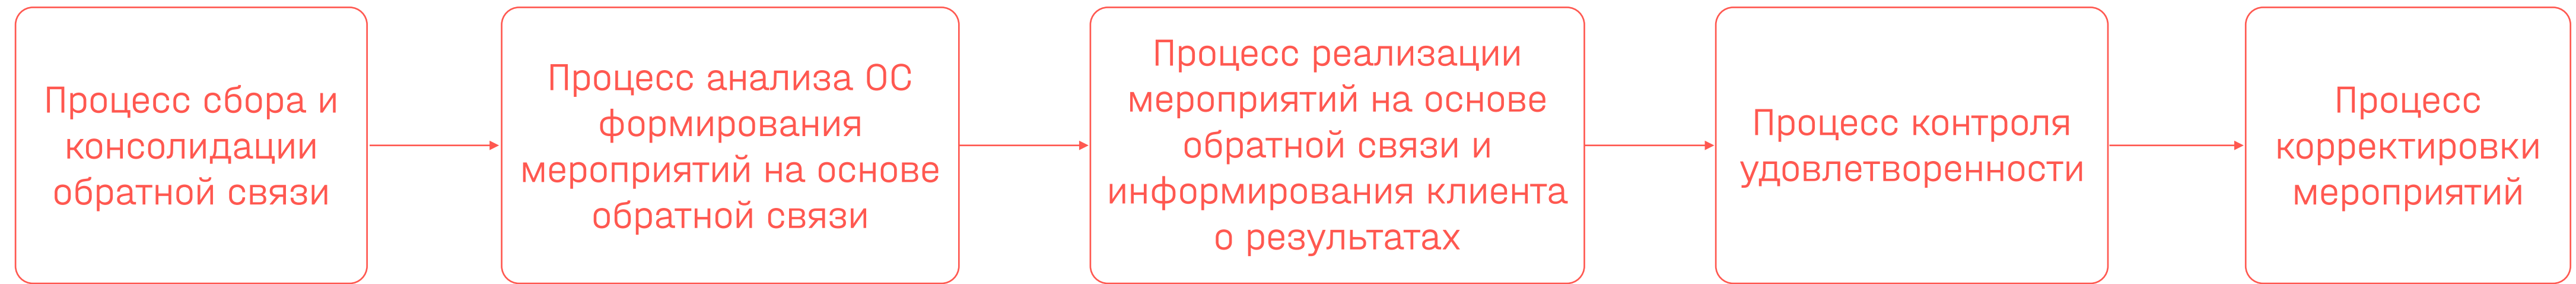 Процесс сбора и
консолидации
обратной связи
Процесс анализа ОС
формирования
мероприятий на основе
обратной связи
Процесс реализации
мероприятий на основе
обратной связи и
информирования клиента
о результатах
Процесс контроля
удовлетворенности
Процесс
корректировки
мероприятий